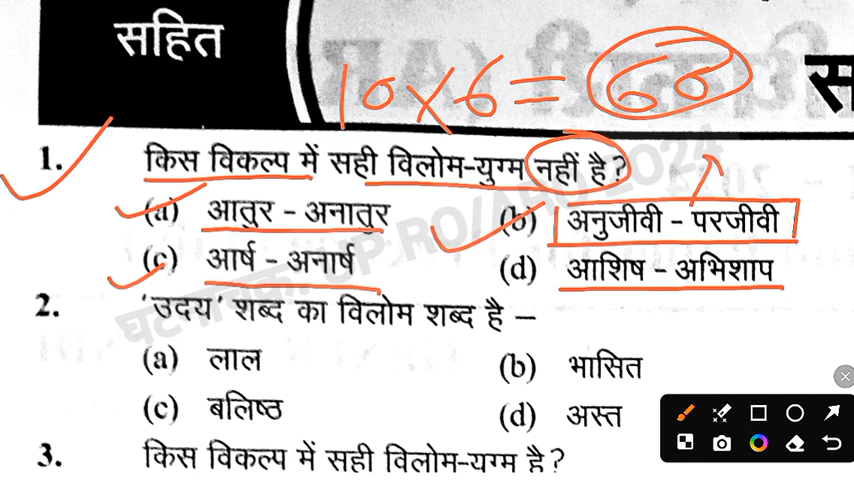 सहित
10 x 6 = 60
1. किस विकल्प में सही विलोम-युग्म नहीं है?
(a) आतुर - अनातुर (b) अनुजीवी - परजीवी
(c) आर्ष - अनार्ष (d) आशिष - अभिशाप
2. 'उदय' शब्द का विलोम शब्द है –
(a) लाल (b) भासित
(c) बलिष्ठ (d) अस्त
3. किस विकल्प में सही विलोम-युग्म है?